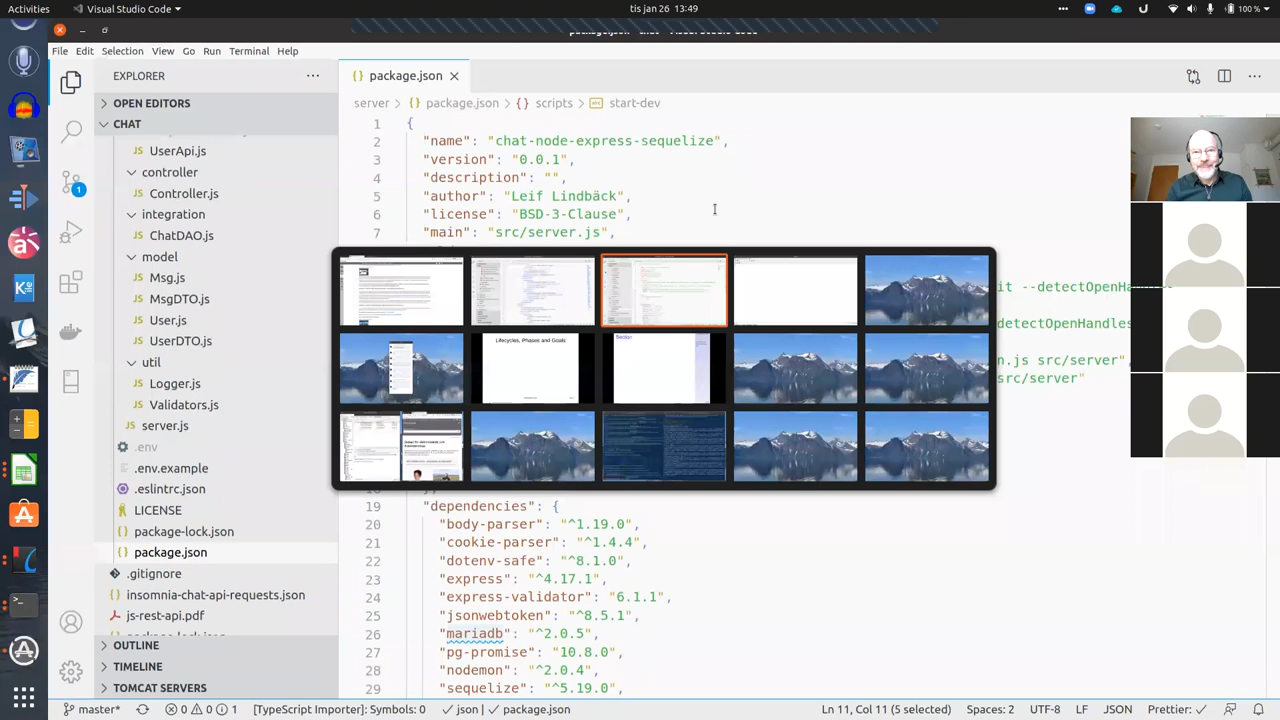 Activities
Visual Studio Code
tis jan 26 13:49
100 %
File Edit Selection View Go Run Terminal Help
EXPLORER
package.json
OPEN EDITORS
server > package.json > scripts > start-dev
CHAT
UserApi.js
controller
Controller.js
integration
ChatDAO.js
model
Msg.js
MsgDTO.js
User.js
UserDTO.js
util
Logger.js
Validators.js
server.js
.env.example
.eslintrc.json
LICENSE
package-lock.json
package.json
.gitignore
insomnia-chat-api-requests.json
js-rest-api.pdf
OUTLINE
TIMELINE
TOMCAT SERVERS
1 {
2 "name": "chat-node-express-sequelize",
3 "version": "0.0.1",
4 "description": "",
5 "author": "Leif Lindbäck",
6 "license": "BSD-3-Clause",
7 "main": "src/server.js",
it --detectOpenHandles
detectOpenHandles
n.js src/server",
src/server"
Lifecycles, Phases and Goals
Section
19 "dependencies": {
20 "body-parser": "^1.19.0",
21 "cookie-parser": "^1.4.4",
22 "dotenv-safe": "^8.1.0",
23 "express": "^4.17.1",
24 "express-validator": "6.1.1",
25 "jsonwebtoken": "^8.5.1",
26 "mariadb": "^2.0.5",
27 "pg-promise": "10.8.0",
28 "nodemon": "^2.0.4",
29 "sequelize": "^5.19.0",
1
master* 0 0 1 [TypeScript Importer]: Symbols: 0 json | package.json
Ln 11, Col 11 (5 selected) Spaces: 2 UTF-8 LF JSON Prettier: